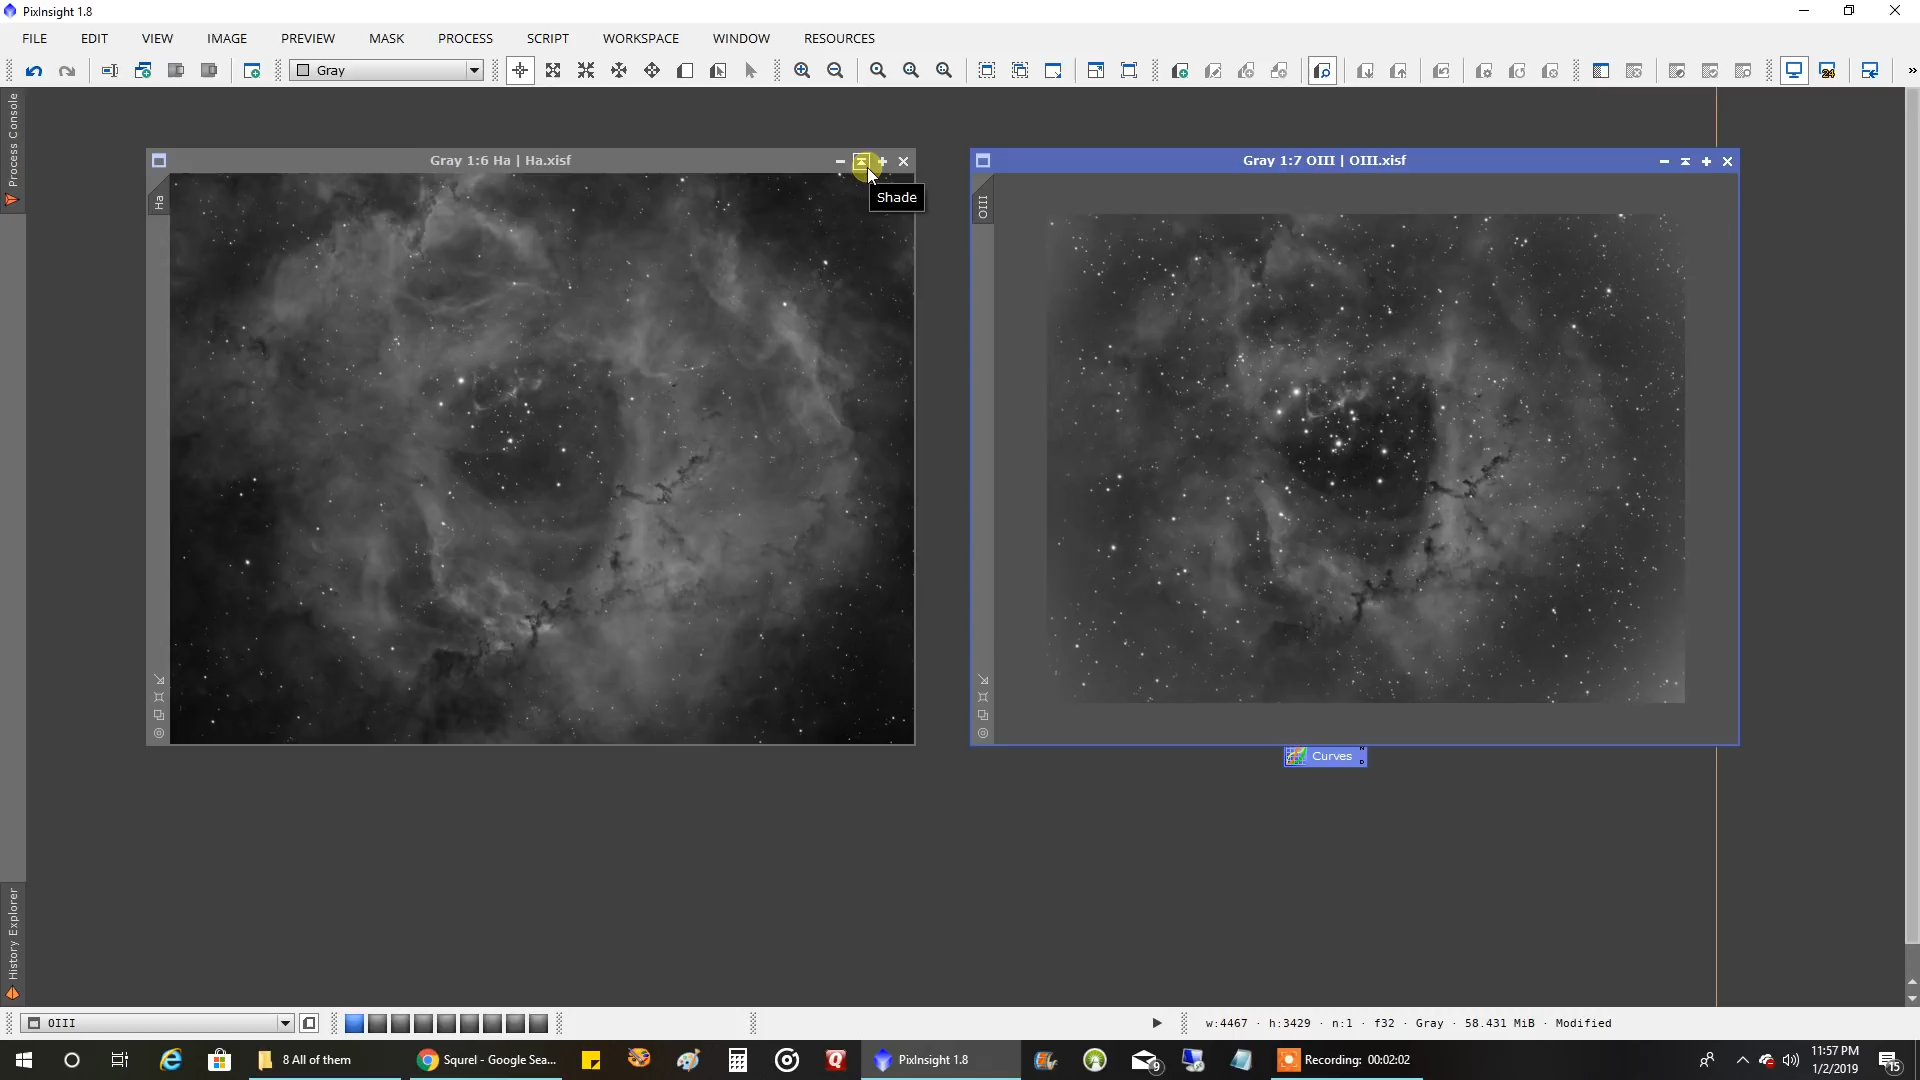 PixInsight 1.8
FILE EDIT VIEW IMAGE PREVIEW MASK PROCESS SCRIPT WORKSPACE WINDOW RESOURCES
Gray
24
»
Process Console
Gray 1:6 Ha | Ha.xisf
Ha
Shade
Gray 1:7 OIII | OIII.xisf
OIII
Curves
History Explorer
OIII
w:4467 · h:3429 · n:1 · f32 · Gray · 58.431 MiB · Modified
8 All of them
Squrel - Google Sea...
PixInsight 1.8
9
Recording: 00:02:02
11:57 PM
1/2/2019
15